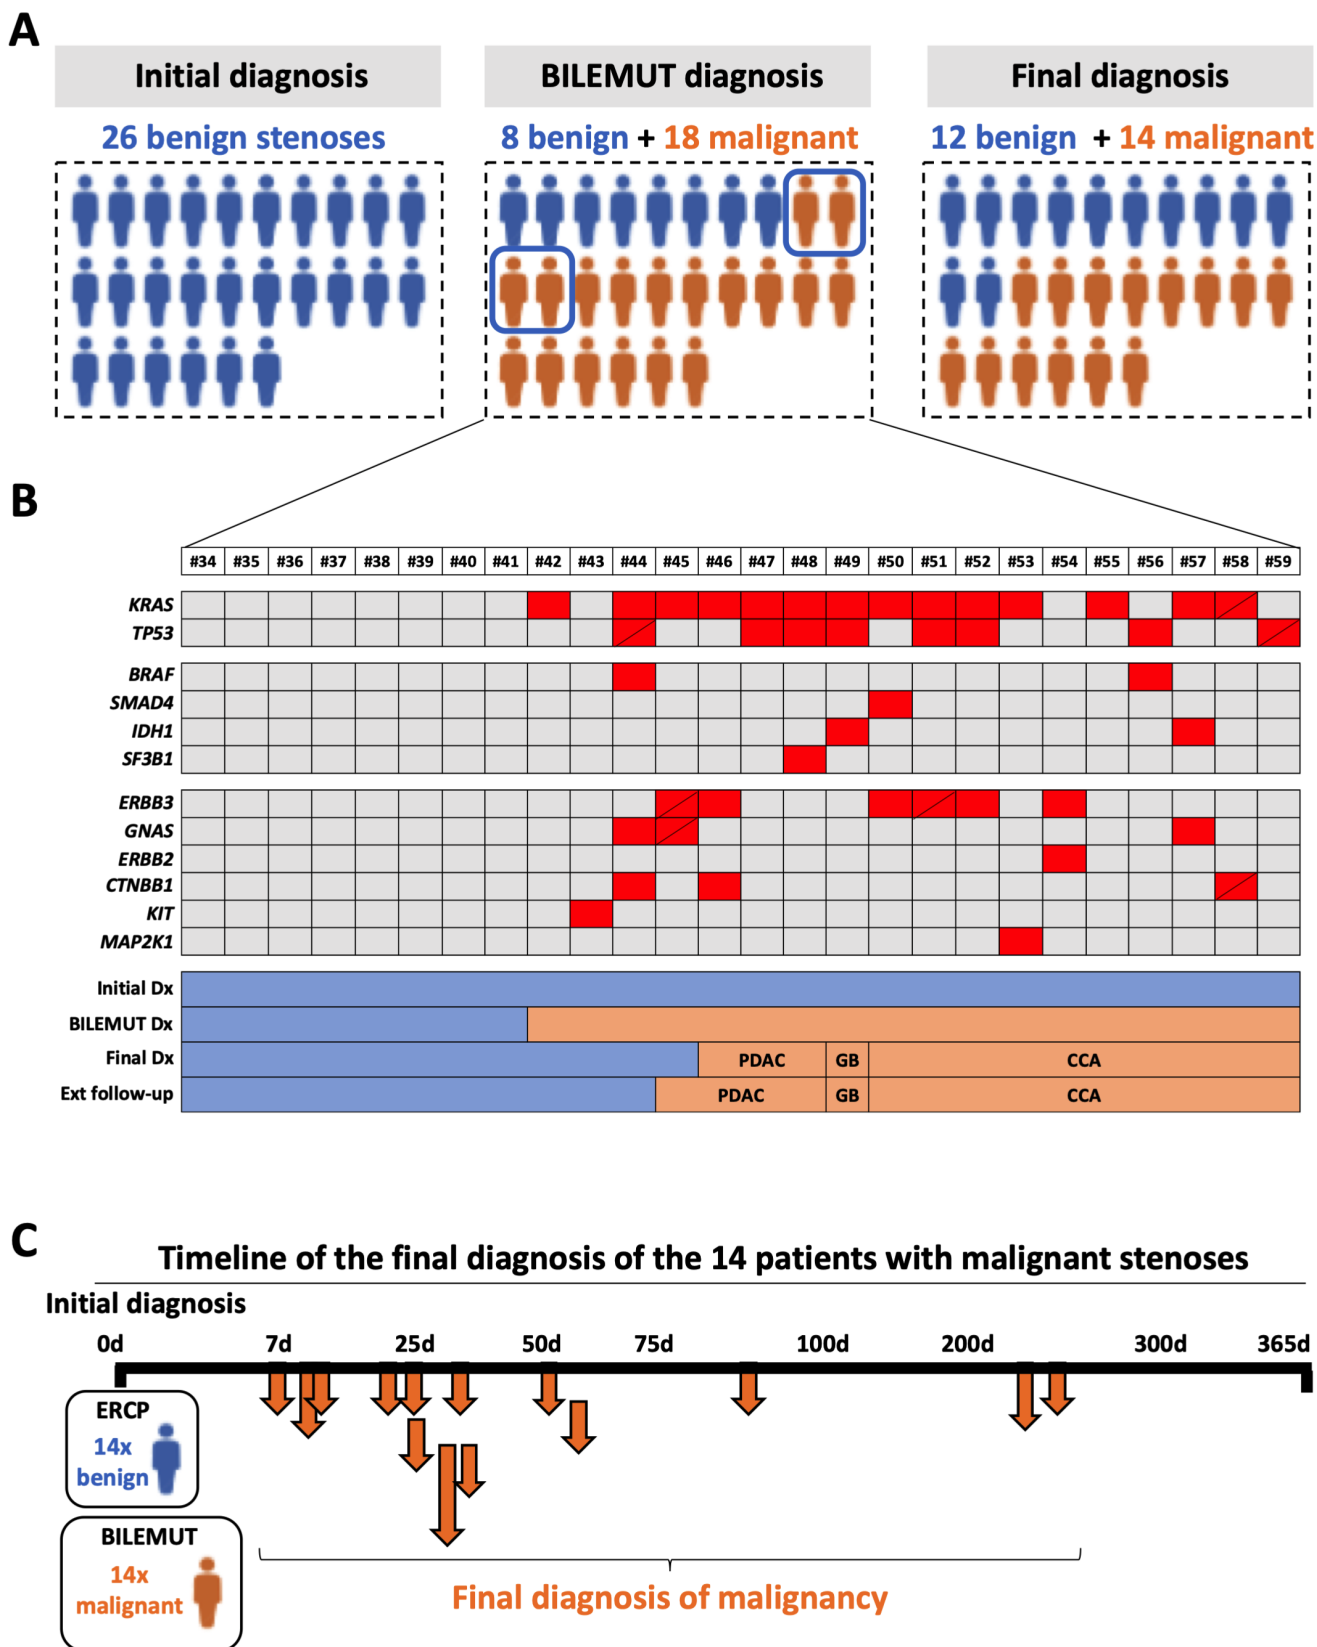 A
Initial diagnosis
BILEMUT diagnosis
Final diagnosis
26 benign stenoses
8 benign + 18 malignant
12 benign + 14 malignant
B
#34 #35 #36 #37 #38 #39 #40 #41 #42 #43 #44 #45 #46 #47 #48 #49 #50 #51 #52 #53 #54 #55 #56 #57 #58 #59
KRAS
TP53
BRAF
SMAD4
IDH1
SF3B1
ERBB3
GNAS
ERBB2
CTNBB1
KIT
MAP2K1
Initial Dx
BILEMUT Dx
Final Dx PDAC GB CCA
Ext follow-up PDAC GB CCA
C
Timeline of the final diagnosis of the 14 patients with malignant stenoses
Initial diagnosis
0d 7d 25d 50d 75d 100d 200d 300d 365d
ERCP
14x
benign
BILEMUT
14x
malignant
Final diagnosis of malignancy